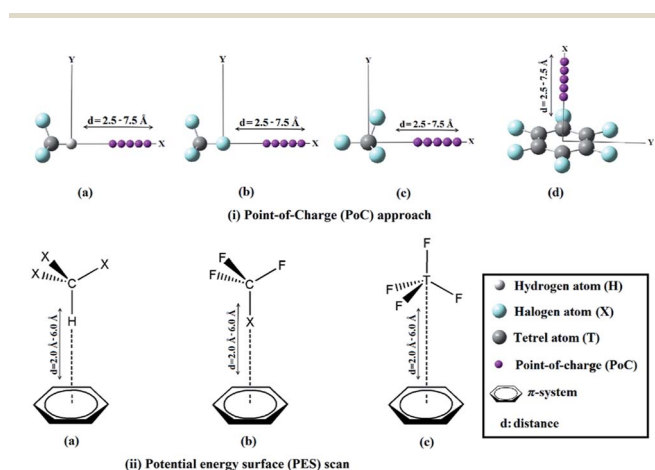 Y
Y
Y
X
d= 2.5 - 7.5 Å
d= 2.5 - 7.5 Å
d= 2.5 - 7.5 Å
d= 2.5 - 7.5 Å
X
X
X
Y
(a)
(b)
(c)
(d)
(i) Point-of-Charge (PoC) approach
X
X
X
C
H
d=2.0 Å-6.0 Å
(a)
F
F
F
C
X
d=2.0 Å-6.0 Å
(b)
F
F
F
T
F
d=2.0 Å-6.0 Å
(c)
Hydrogen atom (H)
Halogen atom (X)
Tetrel atom (T)
Point-of-charge (PoC)
π-system
d: distance
(ii) Potential energy surface (PES) scan